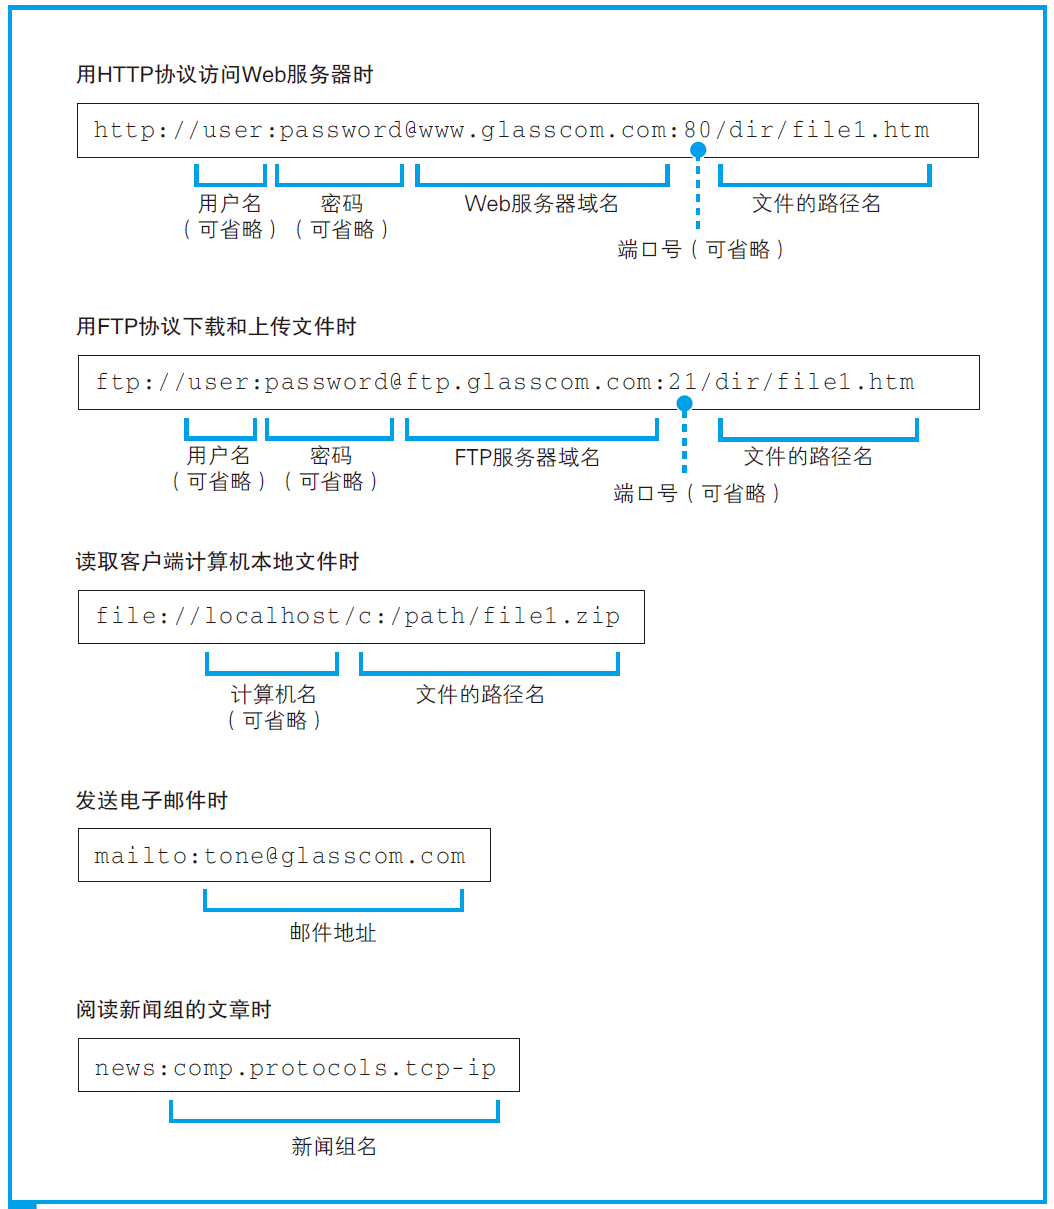 用HTTP协议访问Web服务器时
http://user:password@www.glasscom.com:80/dir/file1.htm
用户名 密码 Web服务器域名 文件的路径名
（可省略）（可省略）
端口号（可省略）
用FTP协议下载和上传文件时
ftp://user:password@ftp.glasscom.com:21/dir/file1.htm
用户名 密码 FTP服务器域名 文件的路径名
（可省略）（可省略）
端口号（可省略）
读取客户端计算机本地文件时
file://localhost/c:/path/file1.zip
计算机名 文件的路径名
（可省略）
发送电子邮件时
mailto:tone@glasscom.com
邮件地址
阅读新闻组的文章时
news:comp.protocols.tcp-ip
新闻组名